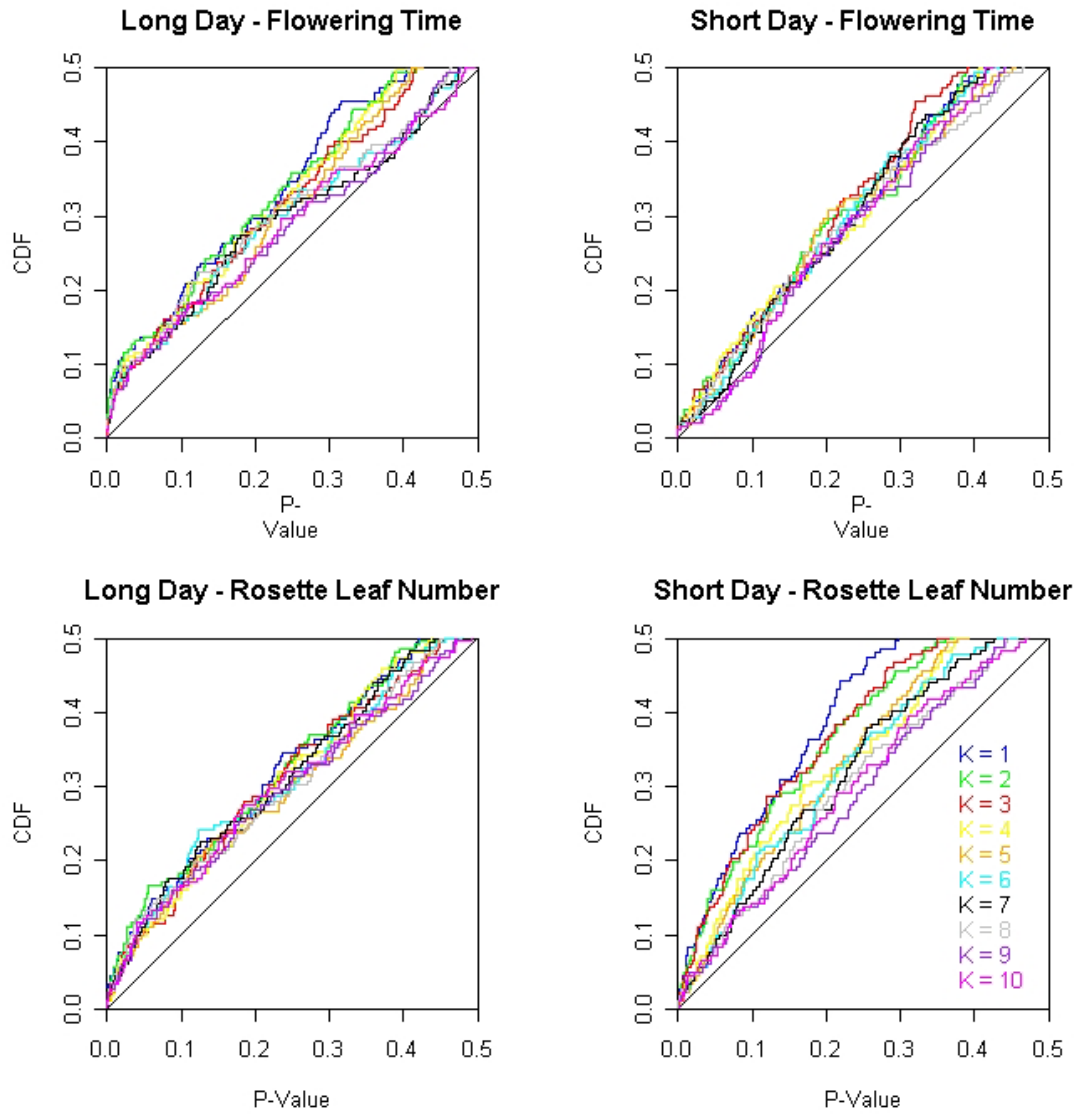 Long Day - Flowering Time
CDF
0.5
0.4
0.3
0.2
0.1
0.0
0.0 0.1 0.2 0.3 0.4 0.5
P-
Value
Short Day - Flowering Time
CDF
0.5
0.4
0.3
0.2
0.1
0.0
0.0 0.1 0.2 0.3 0.4 0.5
P-
Value
Long Day - Rosette Leaf Number
CDF
0.5
0.4
0.3
0.2
0.1
0.0
0.0 0.1 0.2 0.3 0.4 0.5
P-Value
Short Day - Rosette Leaf Number
CDF
0.5
0.4
0.3
0.2
0.1
0.0
K = 1
K = 2
K = 3
K = 4
K = 5
K = 6
K = 7
K = 8
K = 9
K = 10
0.0 0.1 0.2 0.3 0.4 0.5
P-Value